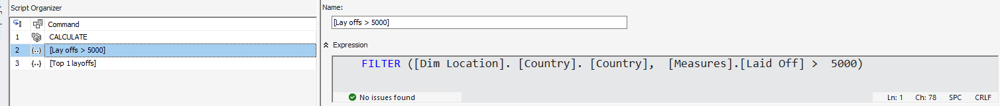 Script Organizer
Command
1 CALCULATE
2 {..} [Lay offs > 5000]
3 {..} [Top 1 layoffs]
Name:
[Lay offs > 5000]
Expression
FILTER ([Dim Location]. [Country]. [Country],  [Measures].[Laid Off] >  5000)
No issues found
Ln: 1 Ch: 78 SPC CRLF